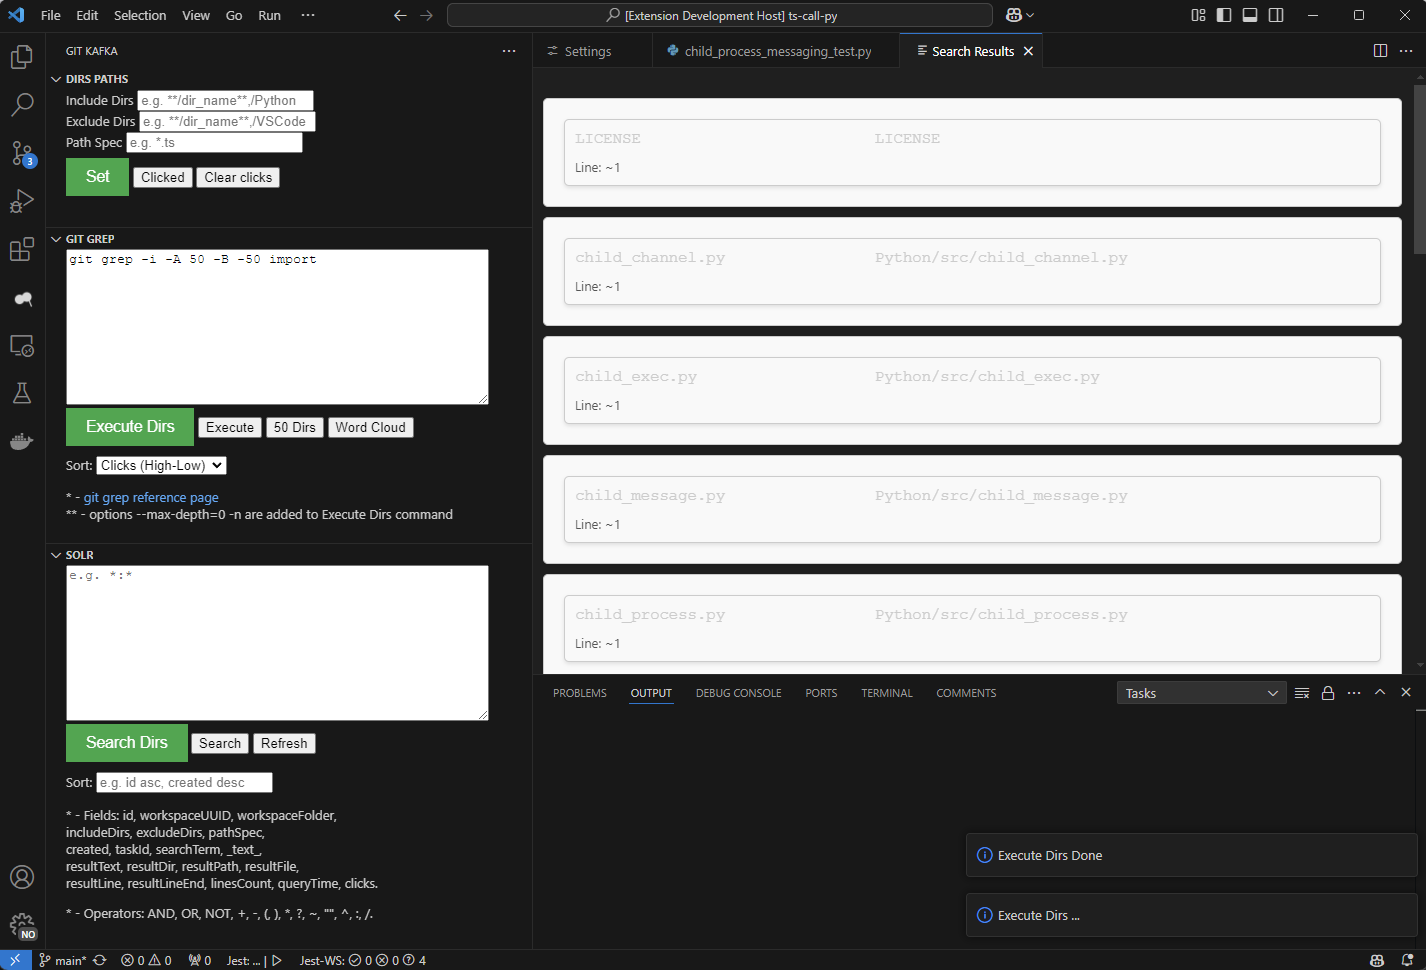 File Edit Selection View Go Run ···
[Extension Development Host] ts-call-py
GIT KAFKA
Settings
child_process_messaging_test.py
Search Results
DIRS PATHS
Include Dirs e.g. **/dir_name**,/Python
Exclude Dirs e.g. **/dir_name**,/VSCode
Path Spec e.g. *.ts
Set Clicked Clear clicks
3
GIT GREP
git grep -i -A 50 -B -50 import
Execute Dirs Execute 50 Dirs Word Cloud
Sort: Clicks (High-Low)
* - git grep reference page
** - options --max-depth=0 -n are added to Execute Dirs command
SOLR
e.g. *:*
Search Dirs Search Refresh
Sort: e.g. id asc, created desc
* - Fields: id, workspaceUUID, workspaceFolder,
includeDirs, excludeDirs, pathSpec,
created, taskId, searchTerm, _text_,
resultText, resultDir, resultPath, resultFile,
resultLine, resultLineEnd, linesCount, queryTime, clicks.
* - Operators: AND, OR, NOT, +, -, (, ), *, ?, ~, "", ^, :, /.
NO
LICENSE LICENSE
Line: ~1
child_channel.py Python/src/child_channel.py
Line: ~1
child_exec.py Python/src/child_exec.py
Line: ~1
child_message.py Python/src/child_message.py
Line: ~1
child_process.py Python/src/child_process.py
Line: ~1
PROBLEMS OUTPUT DEBUG CONSOLE PORTS TERMINAL COMMENTS Tasks
Execute Dirs Done
Execute Dirs ...
main* 0 0 0 Jest: ... | Jest-WS: 0 0 4